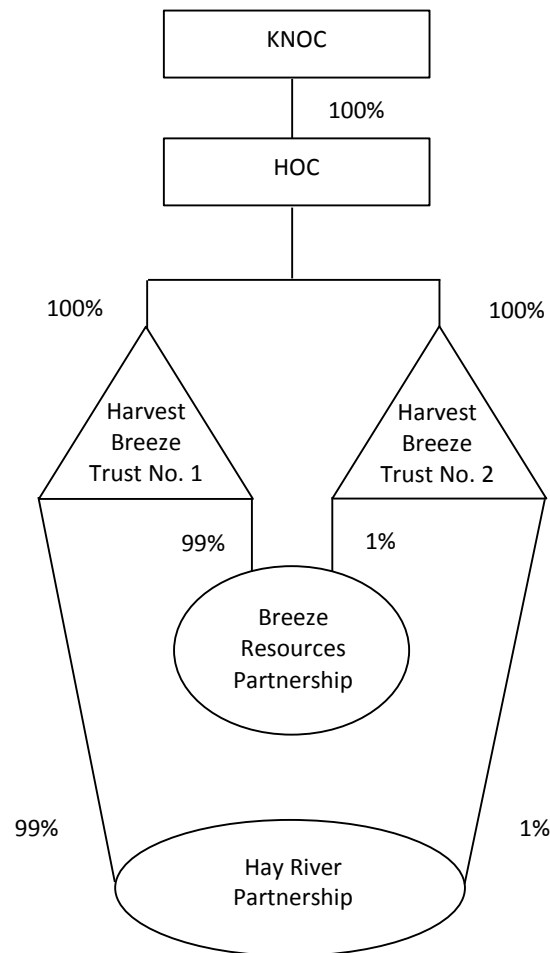 KNOC
100%
HOC
100%
100%
Harvest
Breeze
Trust No. 1
Harvest
Breeze
Trust No. 2
99%
1%
Breeze
Resources
Partnership
99%
1%
Hay River
Partnership